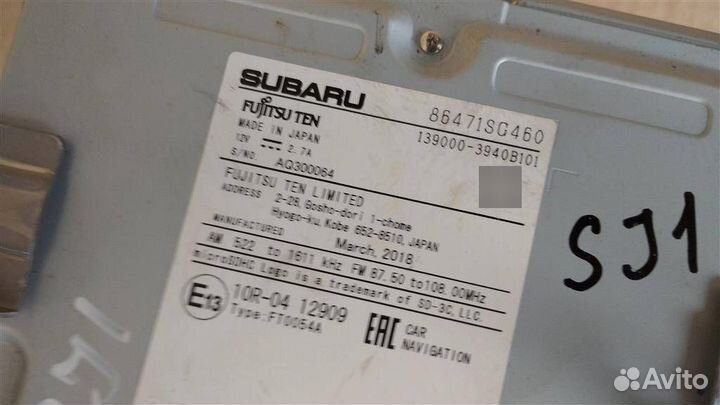 SUBARU
86471SG460
FUJITSU TEN
139000-3940B101
MADE IN JAPAN
12V 2.7A
S/NO. AQ300064
FUJITSU TEN LIMITED
ADDRESS 2-28, Gosho-dori 1-chome
Hyogo-ku, Kobe 652-8510, JAPAN
MANUFACTURED March, 2018
AM 522 to 1611 kHz FM 87.50 to 108.00MHz
microSDHC Logo is a trademark of SD-3C, LLC.
E13
10R-04 12909
Type:FT0054A
EAC
CAR
NAVIGATION
SJ1
Avito